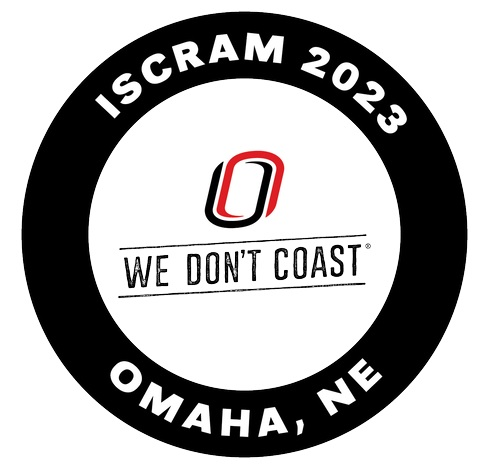 ISCRAM 2023
O
WE DON'T COAST®
OMAHA, NE